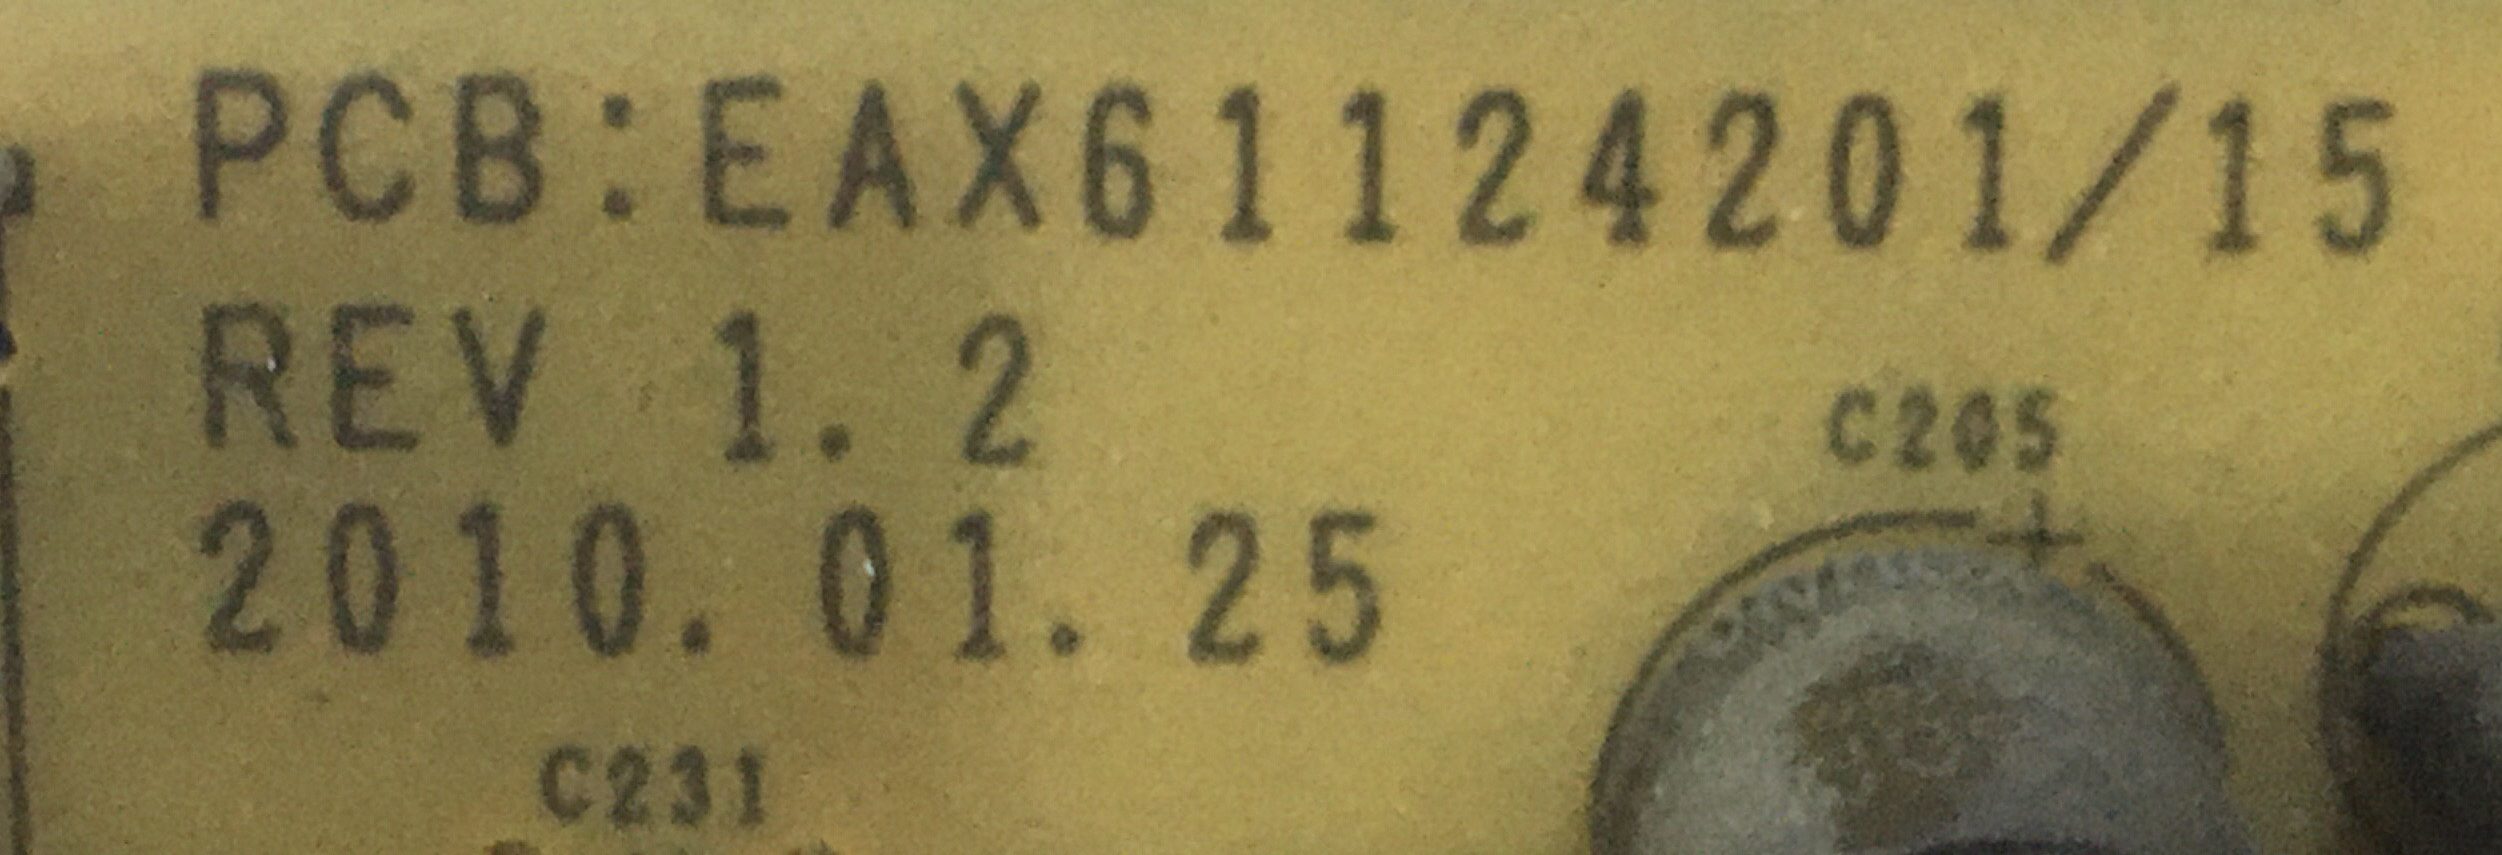 PCB:EAX61124201/15
REV 1.2
2010.01.25
C205
+
C231